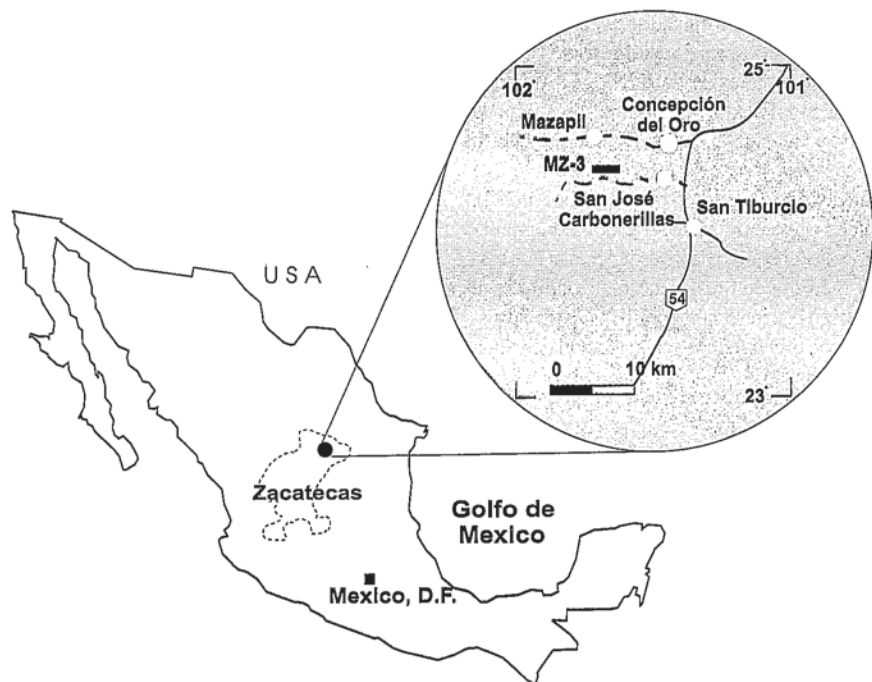 102°
25°
101°
Concepción
del Oro
Mazapil
MZ-3
San José
Carbonerillas
San Tiburcio
54
0 10 km
23°
USA
Zacatecas
Golfo de
Mexico
Mexico, D.F.